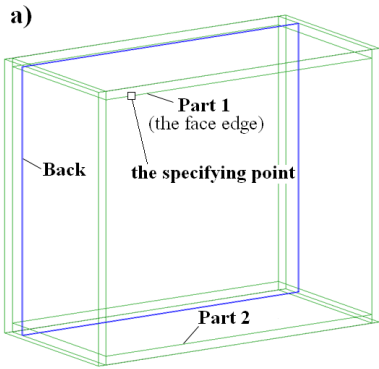 a)
Part 1
(the face edge)
Back
the specifying point
Part 2